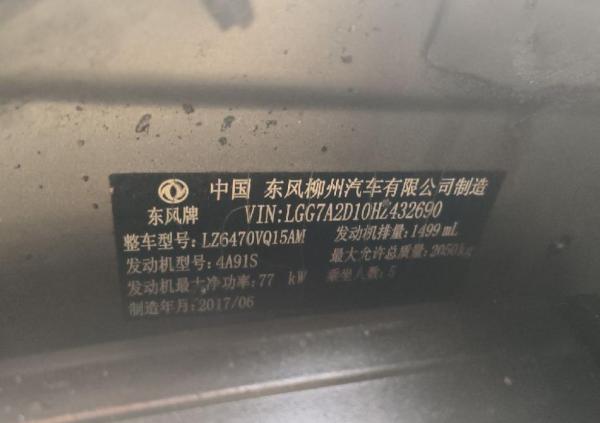 中国 东风柳州汽车有限公司制造
东风牌 VIN:LGG7A2D10HZ432690
整车型号:LZ6470VQ15AM 发动机排量:1499mL
发动机型号:4A91S 最大允许总质量:2050kg
发动机最大净功率:77 kW 乘坐人数:5
制造年月:2017/06